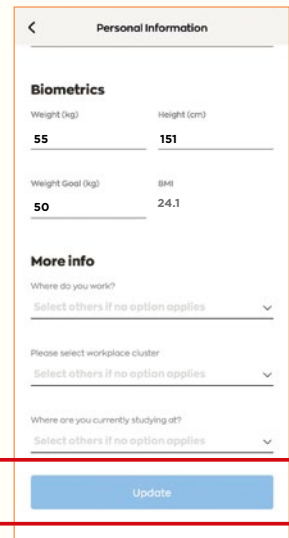 Personal Information
Biometrics
Weight (kg) Height (cm)
55 151
Weight Goal (kg) BMI
50 24.1
More info
Where do you work?
Select others if no option applies
Please select workplace cluster
Select others if no option applies
Where are you currently studying at?
Select others if no option applies
Update